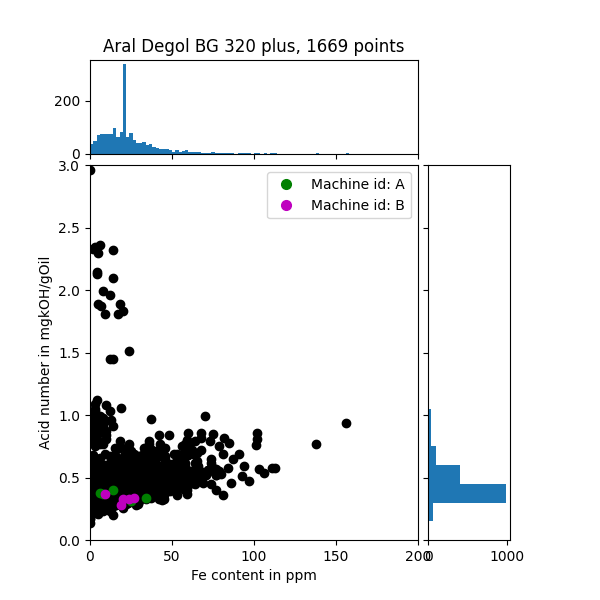 Aral Degol BG 320 plus, 1669 points
200
0
3.0
2.5
2.0
1.5
1.0
0.5
0.0
Acid number in mgkOH/gOil
Machine id: A
Machine id: B
0 50 100 150 200
0 1000
Fe content in ppm